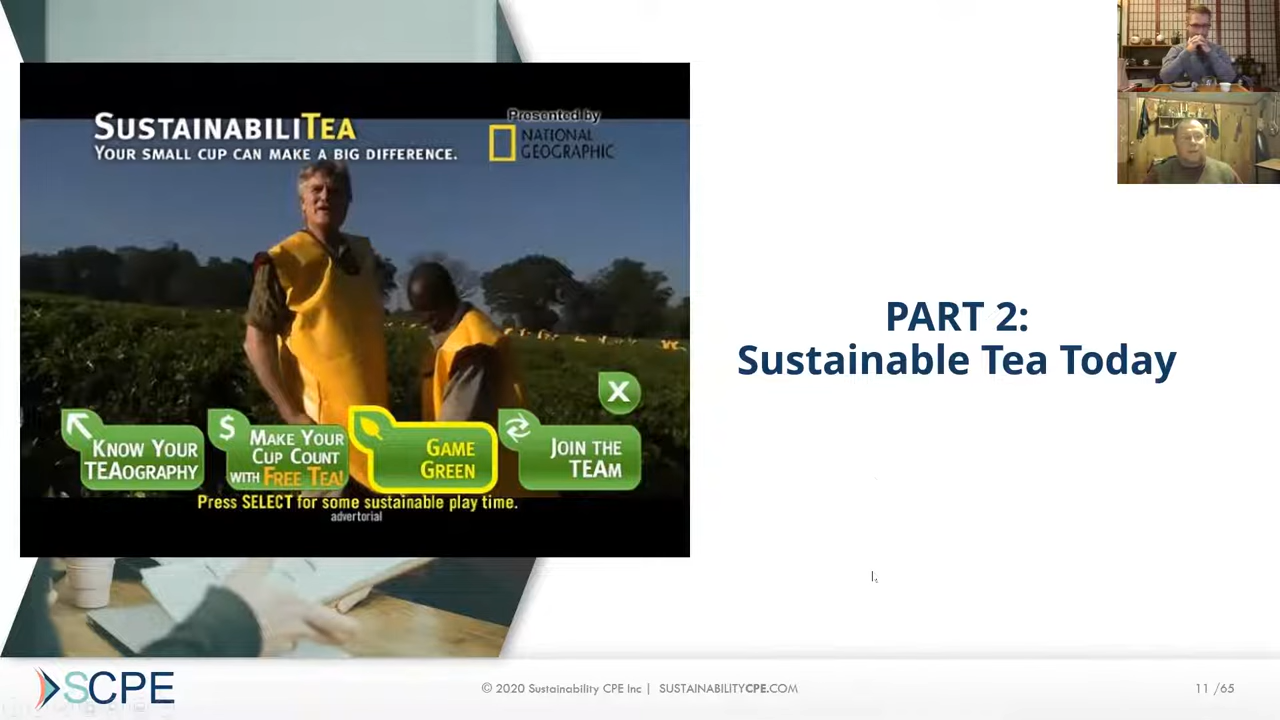 SUSTAINABILITEA
YOUR SMALL CUP CAN MAKE A BIG DIFFERENCE.
Presented by
NATIONAL
GEOGRAPHIC
X
KNOW YOUR
TEAOGRAPHY
$
MAKE YOUR
CUP COUNT
WITH FREE TEA!
GAME
GREEN
JOIN THE
TEAM
Press SELECT for some sustainable play time.
advertorial
PART 2:
Sustainable Tea Today
SCPE
© 2020 Sustainability CPE Inc | SUSTAINABILITYCPE.COM
11 /65